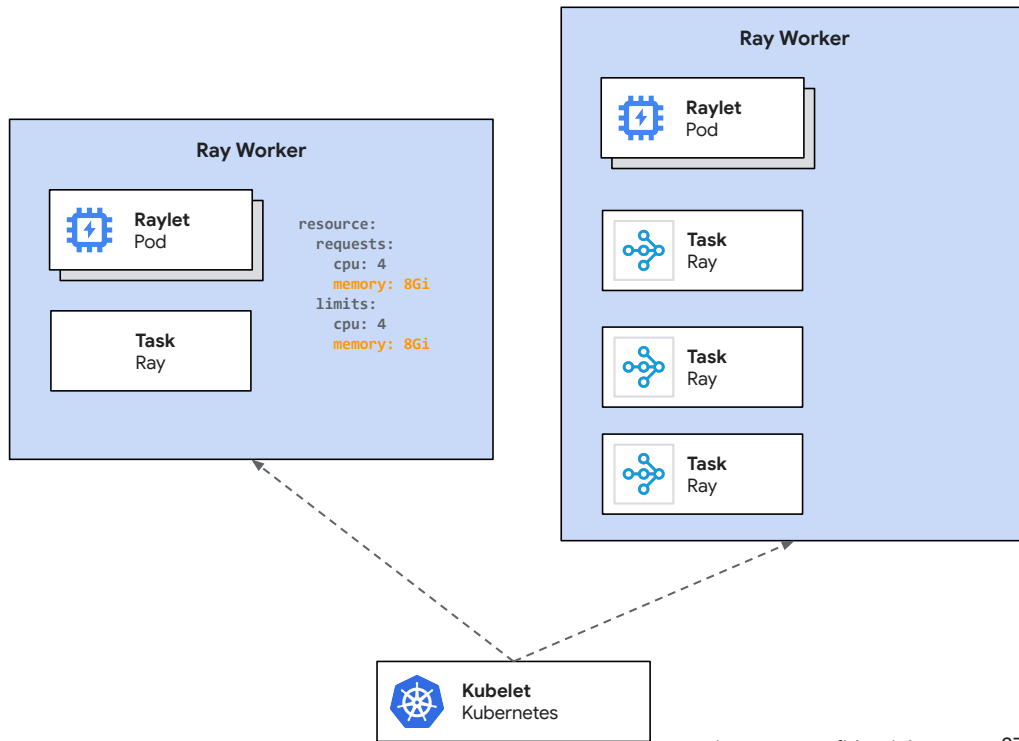 Ray Worker
Raylet
Pod
resource:
requests:
cpu: 4
memory: 8Gi
limits:
cpu: 4
memory: 8Gi
Task
Ray
Ray Worker
Raylet
Pod
Task
Ray
Task
Ray
Task
Ray
Kubelet
Kubernetes